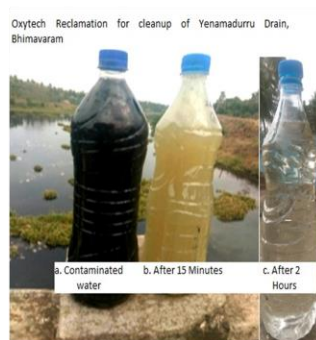 Oxytech Reclamation for cleanup of Yenamadurru Drain,
Bhimavaram
a. Contaminated
water
b. After 15 Minutes
c. After 2
Hours